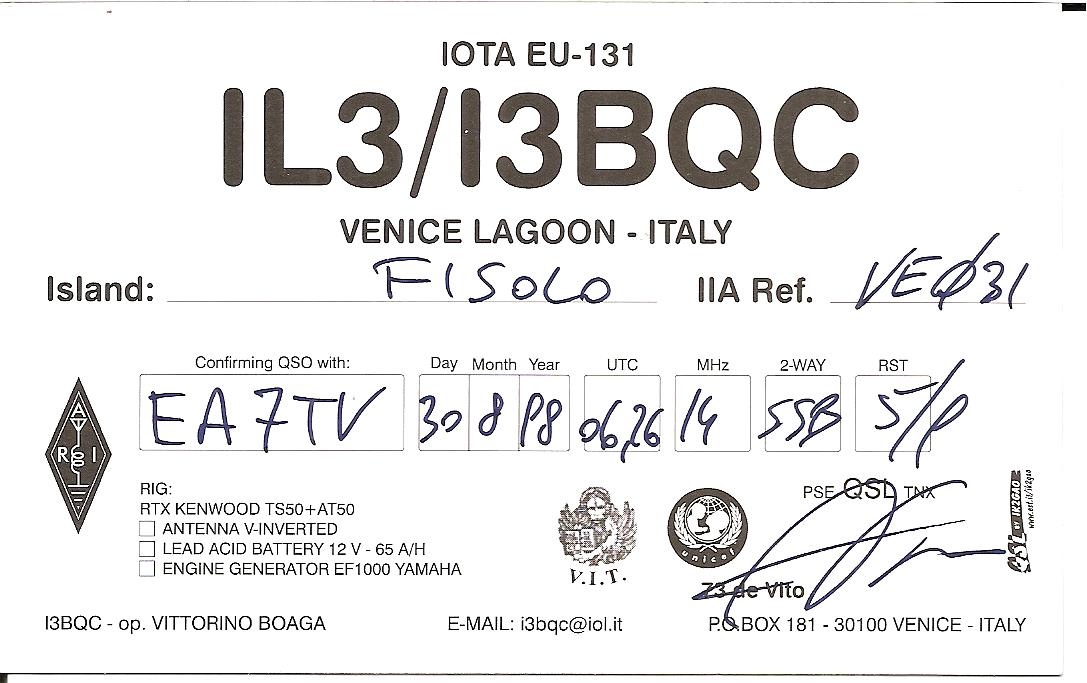 IOTA EU-131
IL3/I3BQC
VENICE LAGOON - ITALY
Island: FISOLO IIA Ref. VEØ31
Confirming QSO with: Day Month Year UTC MHz 2-WAY RST
EA7TV 30 8 98 06,26 14 SSB 5/9
A
R I
RIG:
RTX KENWOOD TS50+AT50
ANTENNA V-INVERTED
LEAD ACID BATTERY 12 V - 65 A/H
ENGINE GENERATOR EF1000 YAMAHA
V.I.T.
unicef
PSE QSL TNX
73 de Vito
QSL BY IK2GAO
I3BQC - op. VITTORINO BOAGA E-MAIL: i3bqc@iol.it P.O.BOX 181 - 30100 VENICE - ITALY